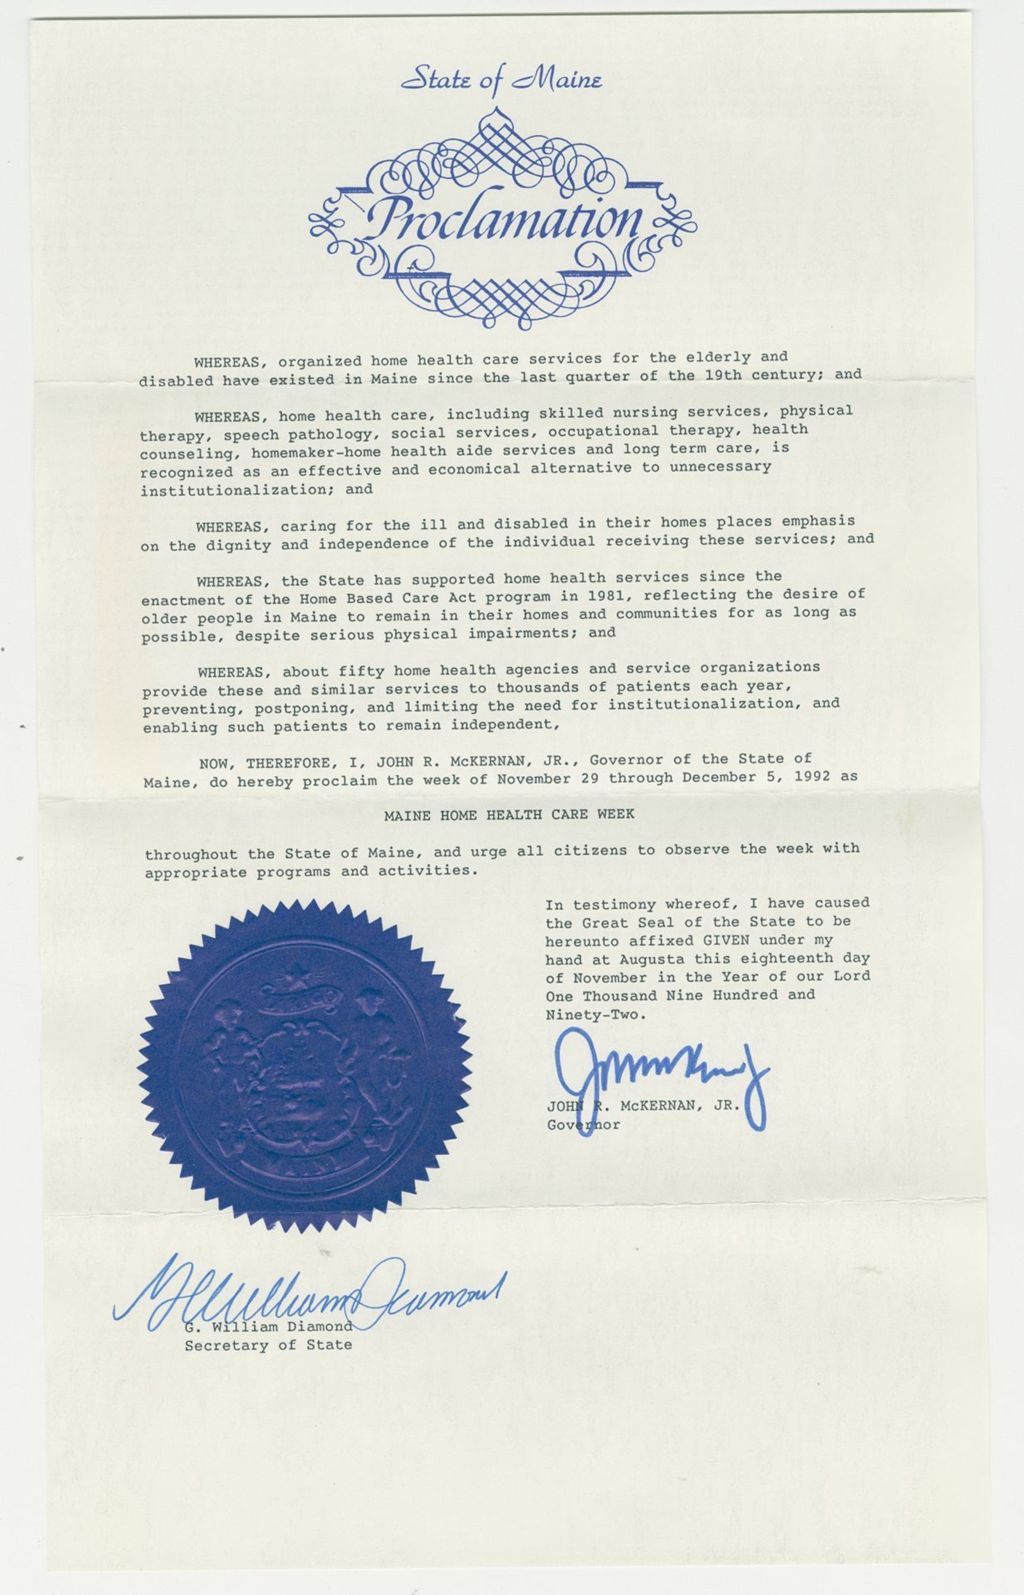 State of Maine
Proclamation
WHEREAS, organized home health care services for the elderly and
disabled have existed in Maine since the last quarter of the 19th century; and
WHEREAS, home health care, including skilled nursing services, physical
therapy, speech pathology, social services, occupational therapy, health
counseling, homemaker-home health aide services and long term care, is
recognized as an effective and economical alternative to unnecessary
institutionalization; and
WHEREAS, caring for the ill and disabled in their homes places emphasis
on the dignity and independence of the individual receiving these services; and
WHEREAS, the State has supported home health services since the
enactment of the Home Based Care Act program in 1981, reflecting the desire of
older people in Maine to remain in their homes and communities for as long as
possible, despite serious physical impairments; and
WHEREAS, about fifty home health agencies and service organizations
provide these and similar services to thousands of patients each year,
preventing, postponing, and limiting the need for institutionalization, and
enabling such patients to remain independent,
NOW, THEREFORE, I, JOHN R. McKERNAN, JR., Governor of the State of
Maine, do hereby proclaim the week of November 29 through December 5, 1992 as
MAINE HOME HEALTH CARE WEEK
throughout the State of Maine, and urge all citizens to observe the week with
appropriate programs and activities.
In testimony whereof, I have caused
the Great Seal of the State to be
hereunto affixed GIVEN under my
hand at Augusta this eighteenth day
of November in the Year of our Lord
One Thousand Nine Hundred and
Ninety-Two.
JOHN R. McKERNAN, JR.
Governor
MAINE
G. William Diamond
G. William Diamond
Secretary of State